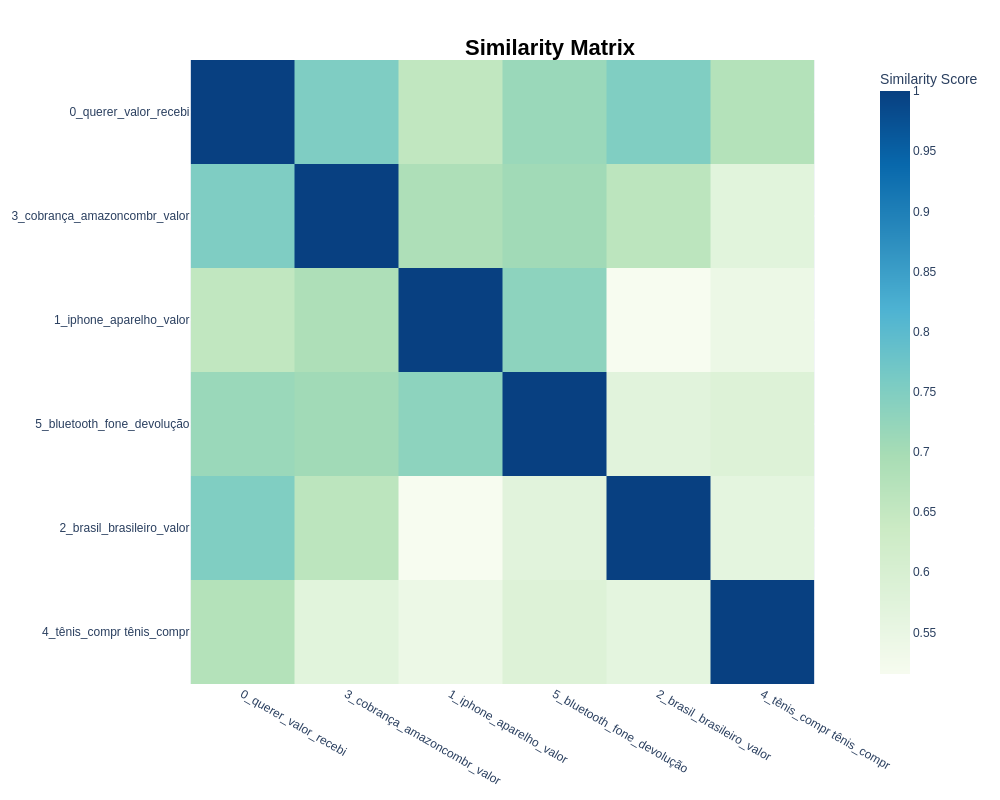 Similarity Matrix
Similarity Score
0_querer_valor_recebi
3_cobrança_amazoncombr_valor
1_iphone_aparelho_valor
5_bluetooth_fone_devolução
2_brasil_brasileiro_valor
4_tênis_compr tênis_compr
1
0.95
0.9
0.85
0.8
0.75
0.7
0.65
0.6
0.55
0_querer_valor_recebi
3_cobrança_amazoncombr_valor
1_iphone_aparelho_valor
5_bluetooth_fone_devolução
2_brasil_brasileiro_valor
4_tênis_compr tênis_compr